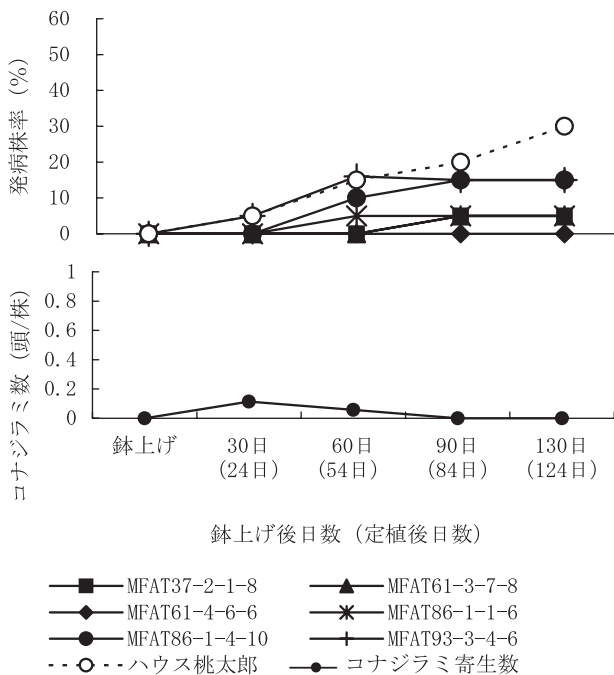 発病株率 (%)
60
50
40
30
20
10
0
コナジラミ数 (頭/株)
1
0.8
0.6
0.4
0.2
0
鉢上げ 30日 60日 90日 130日
(24日) (54日) (84日) (124日)
鉢上げ後日数 (定植後日数)
MFAT37-2-1-8 MFAT61-3-7-8
MFAT61-4-6-6 MFAT86-1-1-6
MFAT86-1-4-10 MFAT93-3-4-6
ハウス桃太郎 コナジラミ寄生数